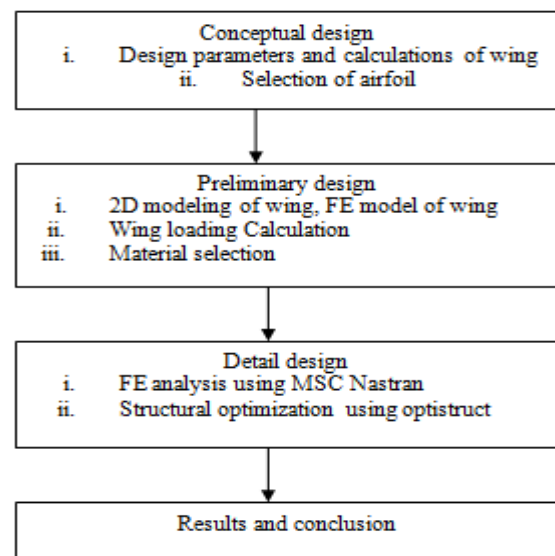 Conceptual design
i. Design parameters and calculations of wing
ii. Selection of airfoil
Preliminary design
i. 2D modeling of wing, FE model of wing
ii. Wing loading Calculation
iii. Material selection
Detail design
i. FE analysis using MSC Nastran
ii. Structural optimization using optistruct
Results and conclusion